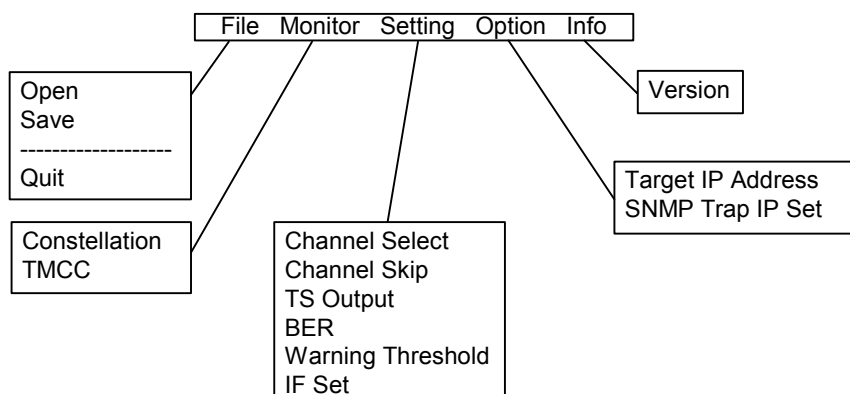 File Monitor Setting Option Info
Open
Save
-------------------
Quit
Constellation
TMCC
Channel Select
Channel Skip
TS Output
BER
Warning Threshold
IF Set
Target IP Address
SNMP Trap IP Set
Version